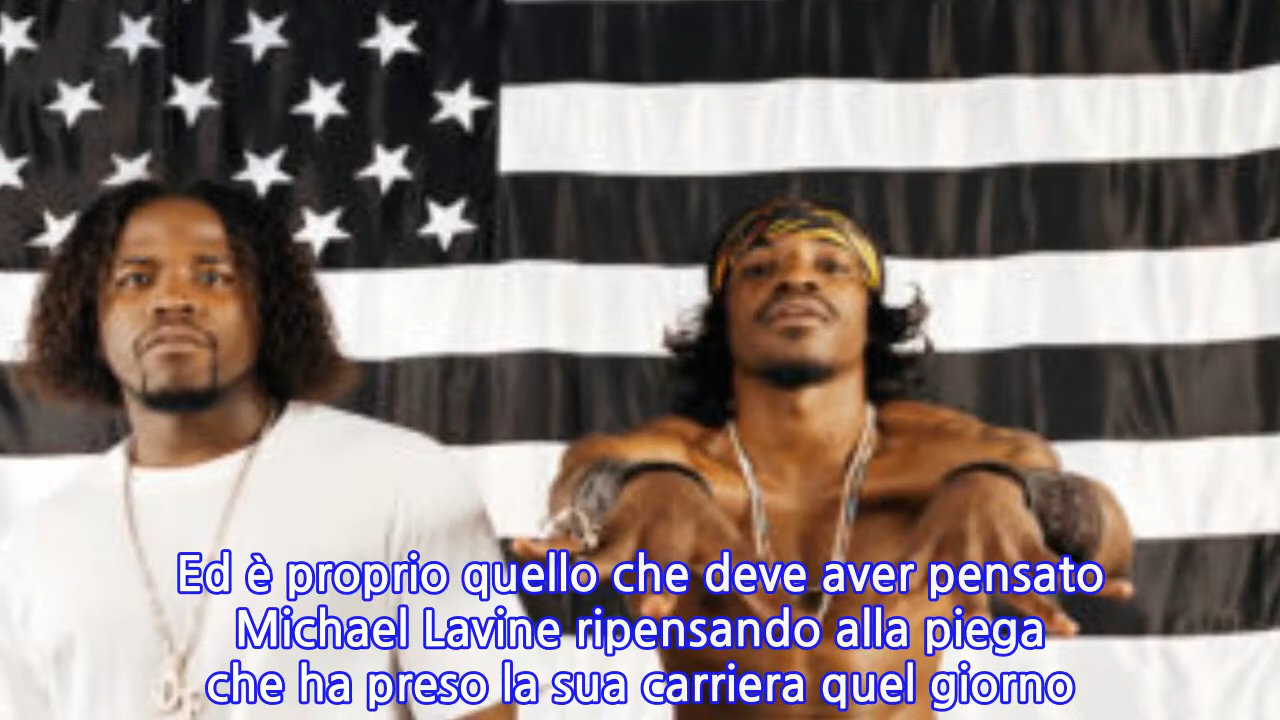 Ed è proprio quello che deve aver pensato
Michael Lavine ripensando alla piega
che ha preso la sua carriera quel giorno